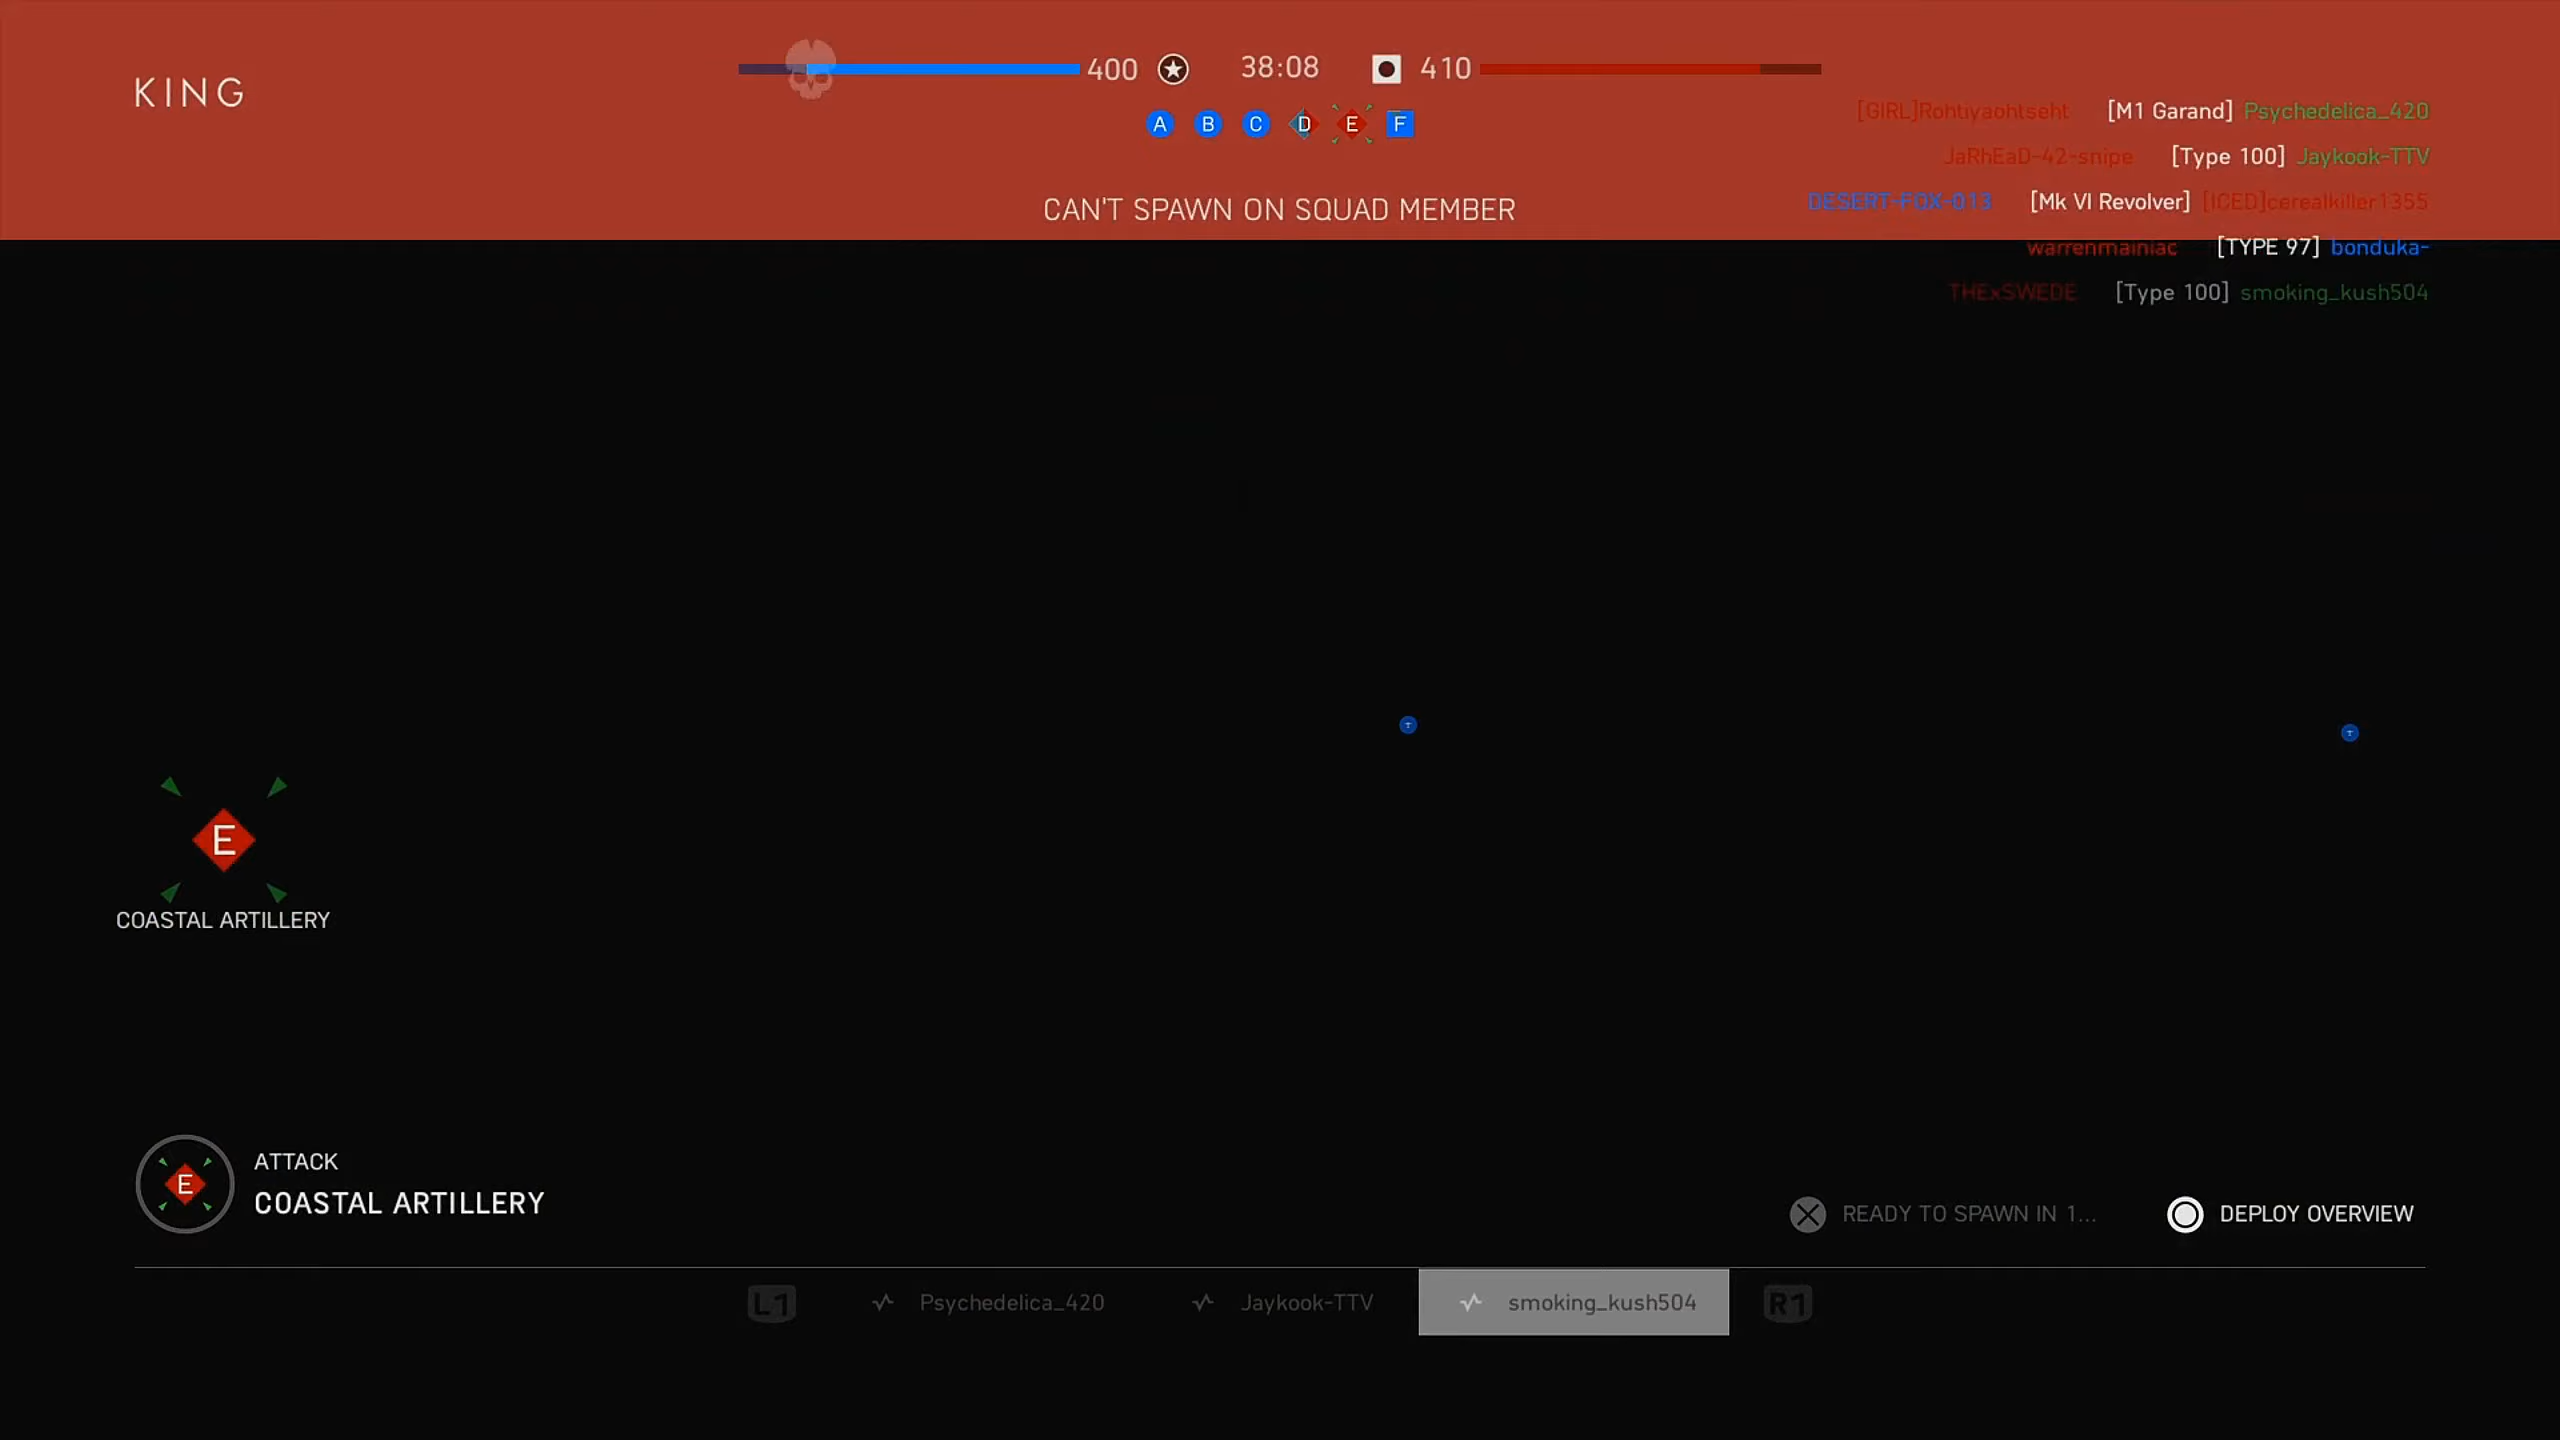 KING
400 38:08 410
A B C D E F
CAN'T SPAWN ON SQUAD MEMBER
[GIRL]Rohtiyaohtseht [M1 Garand] Psychedelica_420
JaRhEaD-42-snipe [Type 100] Jaykook-TTV
DESERT-FOX-013 [Mk VI Revolver] [ICED]cerealkiller1355
warrenmainiac [TYPE 97] bonduka-
THExSWEDE [Type 100] smoking_kush504
T T
E
COASTAL ARTILLERY
E
ATTACK
COASTAL ARTILLERY
READY TO SPAWN IN 1... DEPLOY OVERVIEW
L1 Psychedelica_420 Jaykook-TTV smoking_kush504 R1